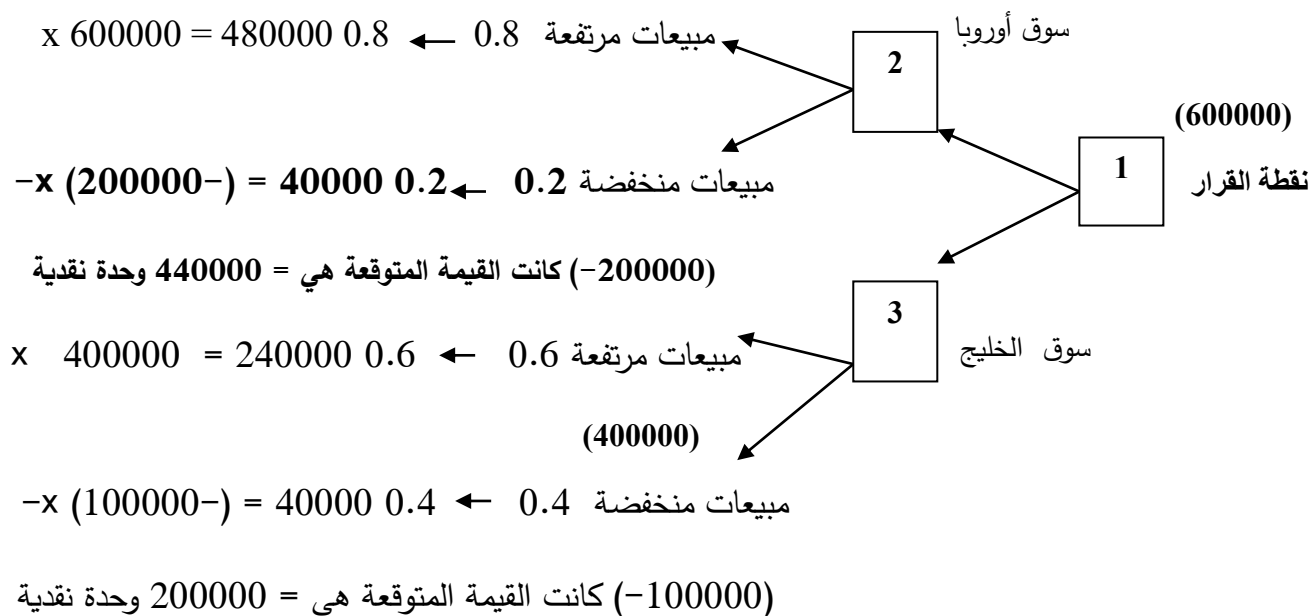 سوق أوروبا
2
مبيعات مرتفعة 0.8 ← 0.8 x 600000 = 480000
(600000)
1
نقطة القرار
مبيعات منخفضة 0.2 ← 0.2 x (200000-) = 40000-
(200000-) كانت القيمة المتوقعة هي = 440000 وحدة نقدية
3
سوق الخليج
مبيعات مرتفعة 0.6 ← 0.6 x 400000 = 240000
(400000)
مبيعات منخفضة 0.4 ← 0.4 x (100000-) = 40000-
(100000-) كانت القيمة المتوقعة هي = 200000 وحدة نقدية